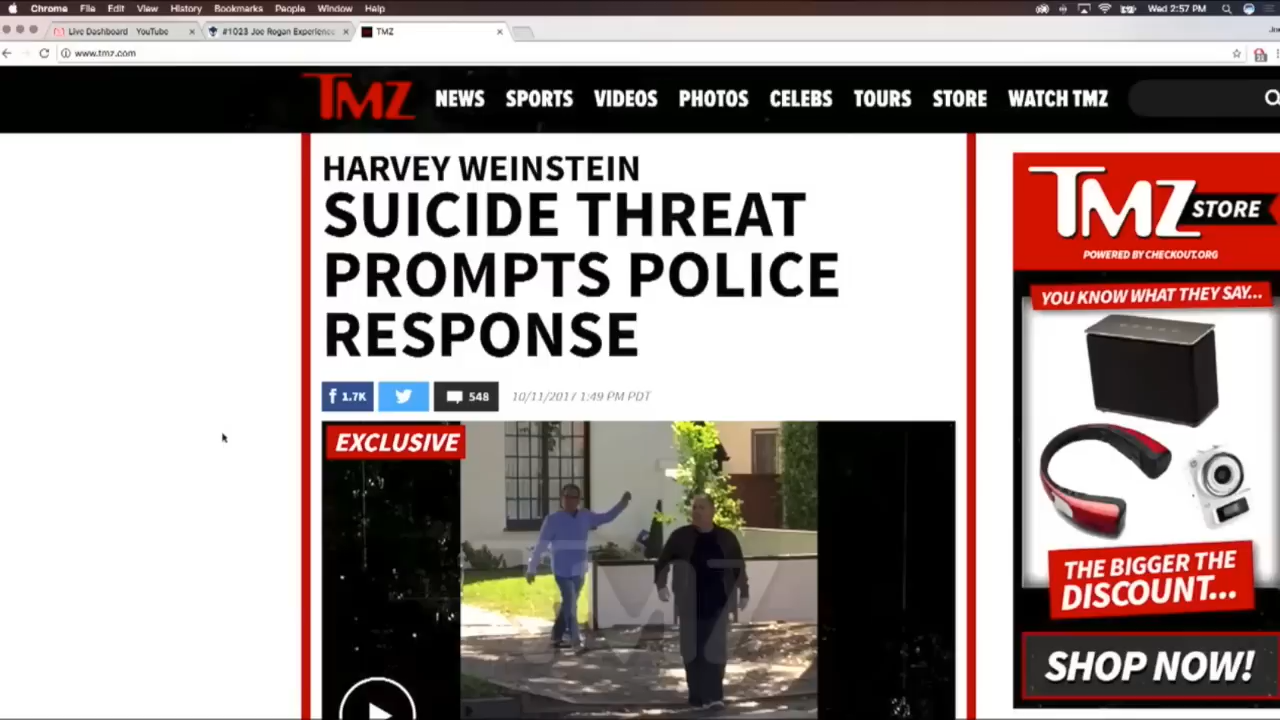 Chrome File Edit View History Bookmarks People Window Help Wed 2:57 PM
Live Dashboard YouTube #1023 Joe Rogan Experience TMZ
www.tmz.com
TMZ NEWS SPORTS VIDEOS PHOTOS CELEBS TOURS STORE WATCH TMZ
HARVEY WEINSTEIN
SUICIDE THREAT
PROMPTS POLICE
RESPONSE
f 1.7K 548 10/11/2017 1:49 PM PDT
EXCLUSIVE
TMZ
TMZ STORE
POWERED BY CHECKOUT.ORG
YOU KNOW WHAT THEY SAY...
THE BIGGER THE
DISCOUNT...
SHOP NOW!